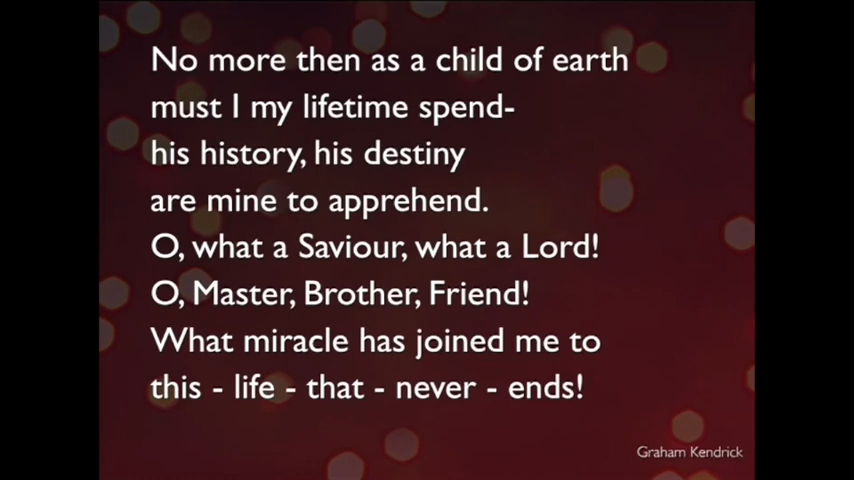 No more then as a child of earth
must I my lifetime spend-
his history, his destiny
are mine to apprehend.
O, what a Saviour, what a Lord!
O, Master, Brother, Friend!
What miracle has joined me to
this - life - that - never - ends!
Graham Kendrick